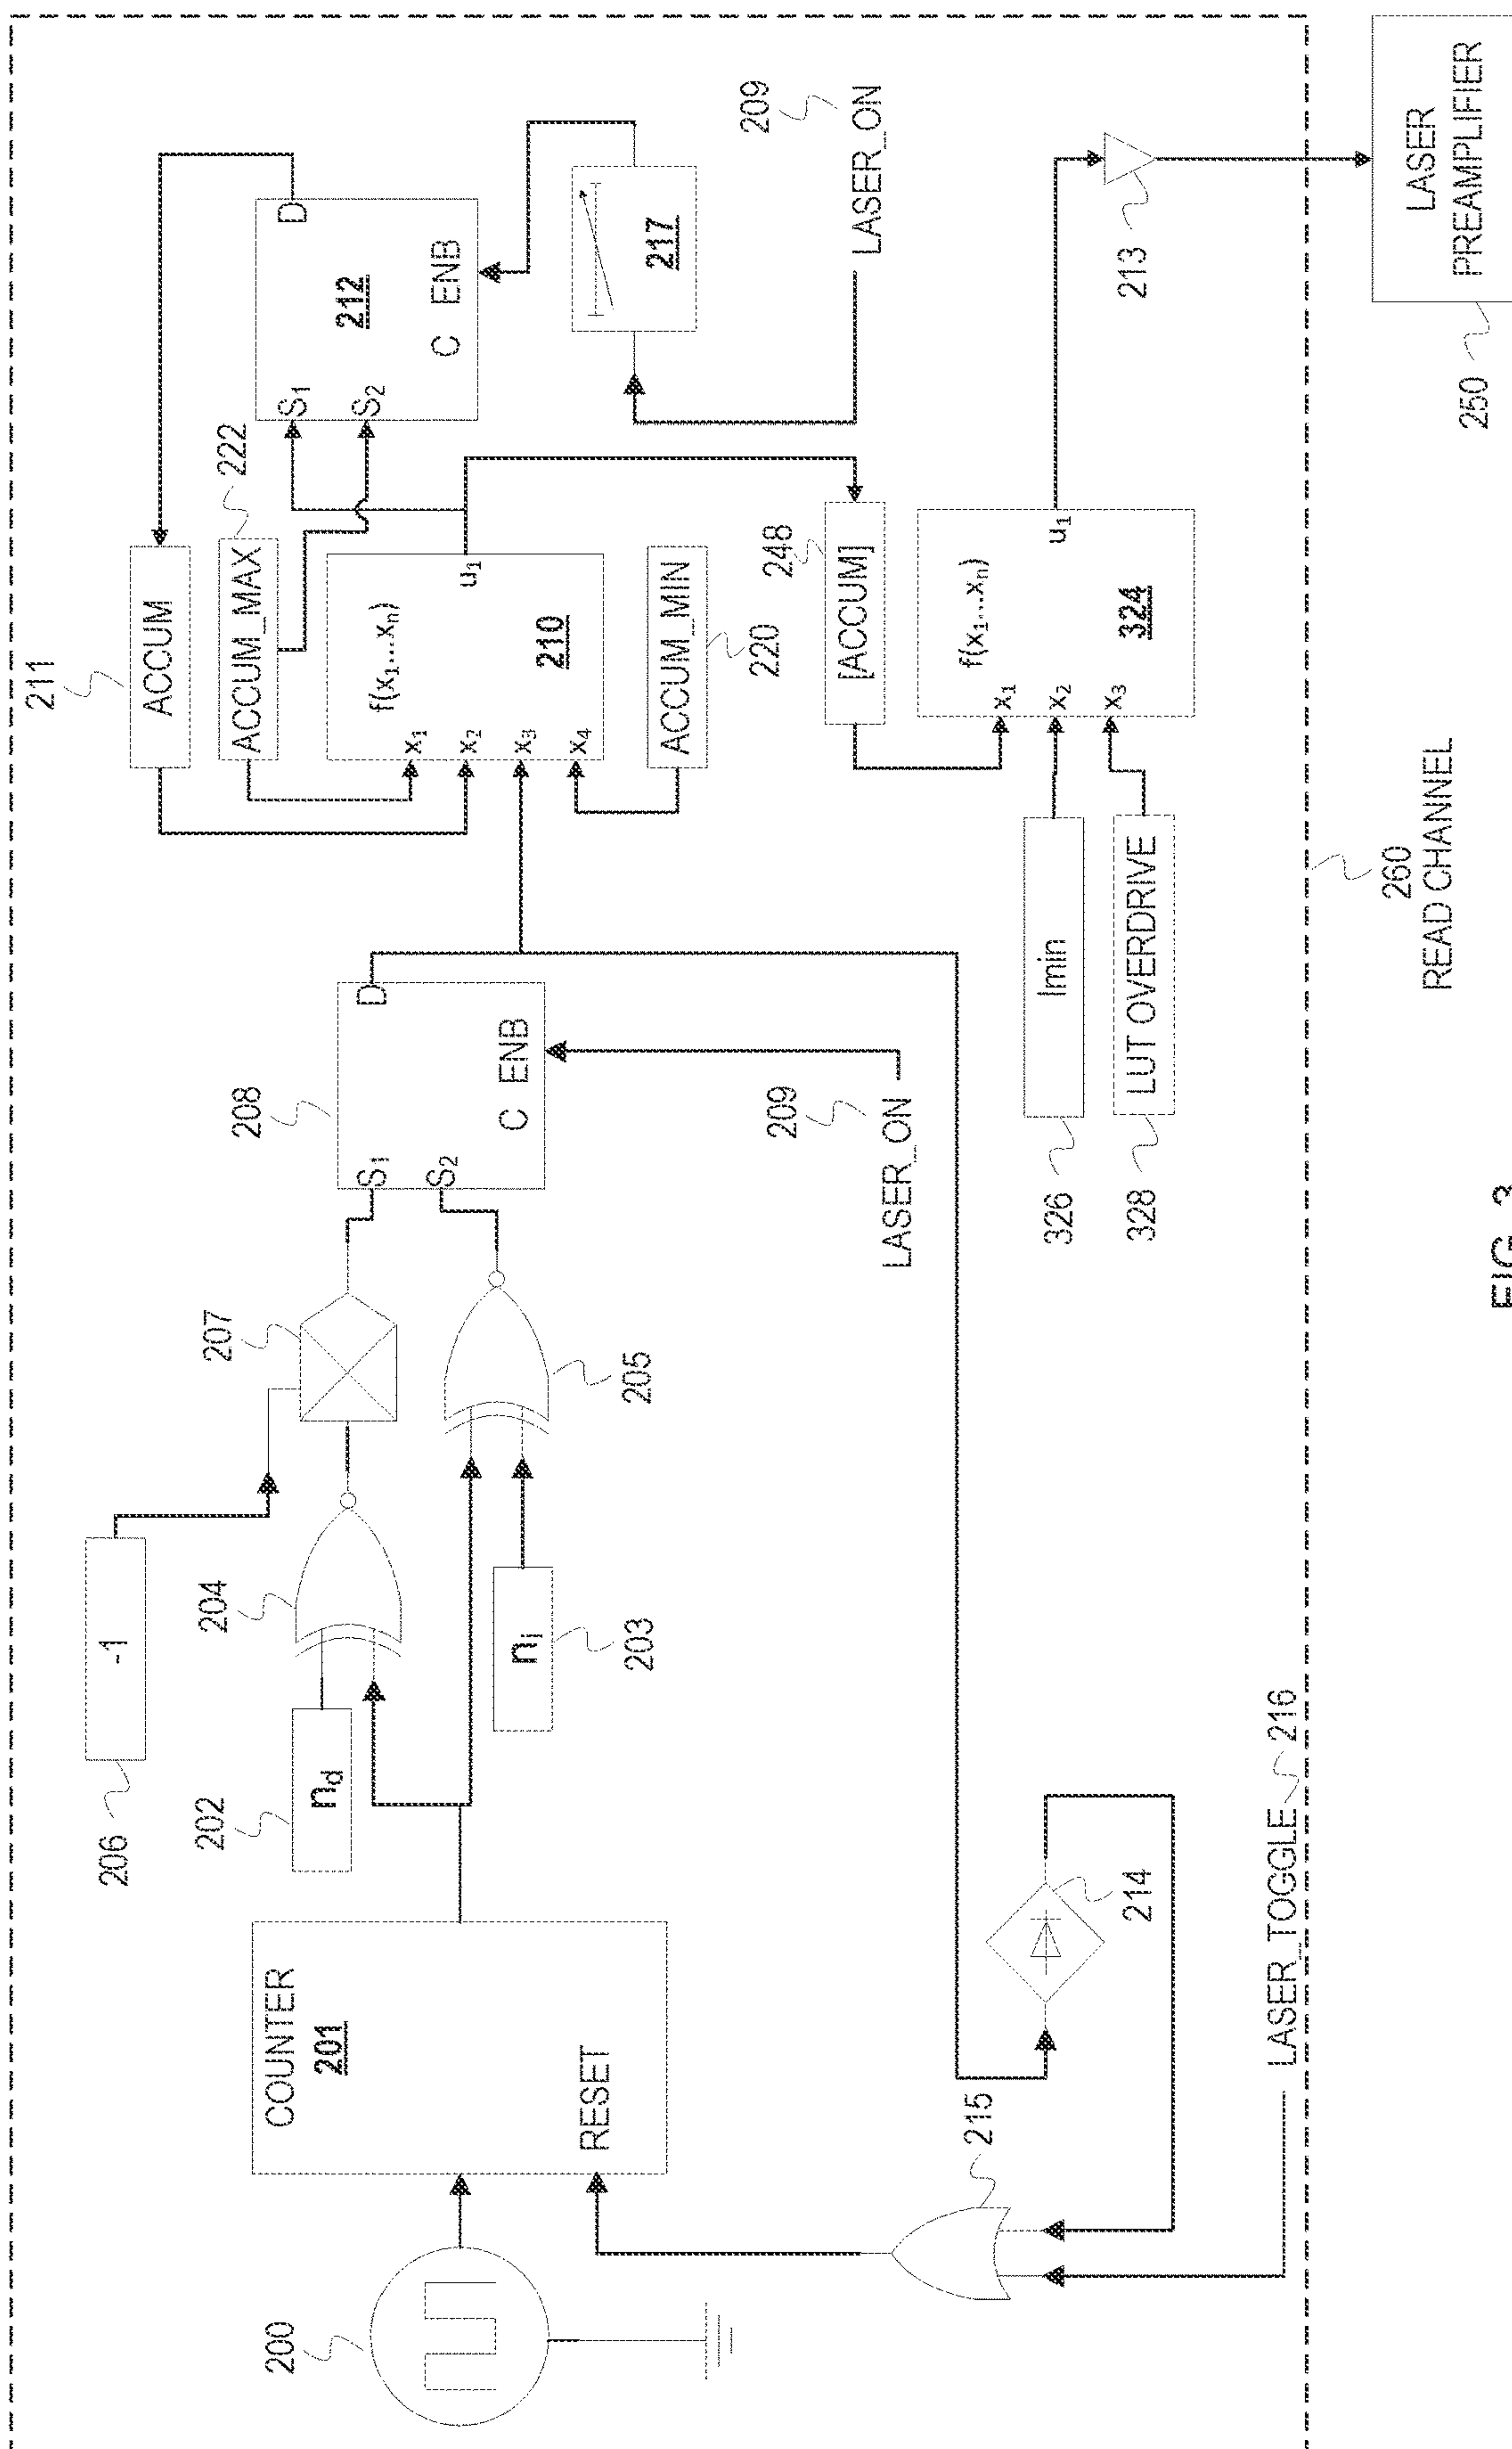 200
COUNTER
201
RESET
215
LASER_TOGGLE
216
214
206
-1
202
nd
204
207
203
ni
205
208
S1
S2
D
C ENB
209
LASER_ON
211
ACCUM
ACCUM_MAX
222
f(x1...xn)
x1
x2
x3
x4
u1
210
ACCUM_MIN
220
S1
S2
D
212
C ENB
217
209
LASER_ON
248
[ACCUM]
326
Imin
328
LUT OVERDRIVE
f(x1...xn)
x1
x2
x3
u1
324
213
260
READ CHANNEL
250
LASER
PREAMPLIFIER
FIG. 3